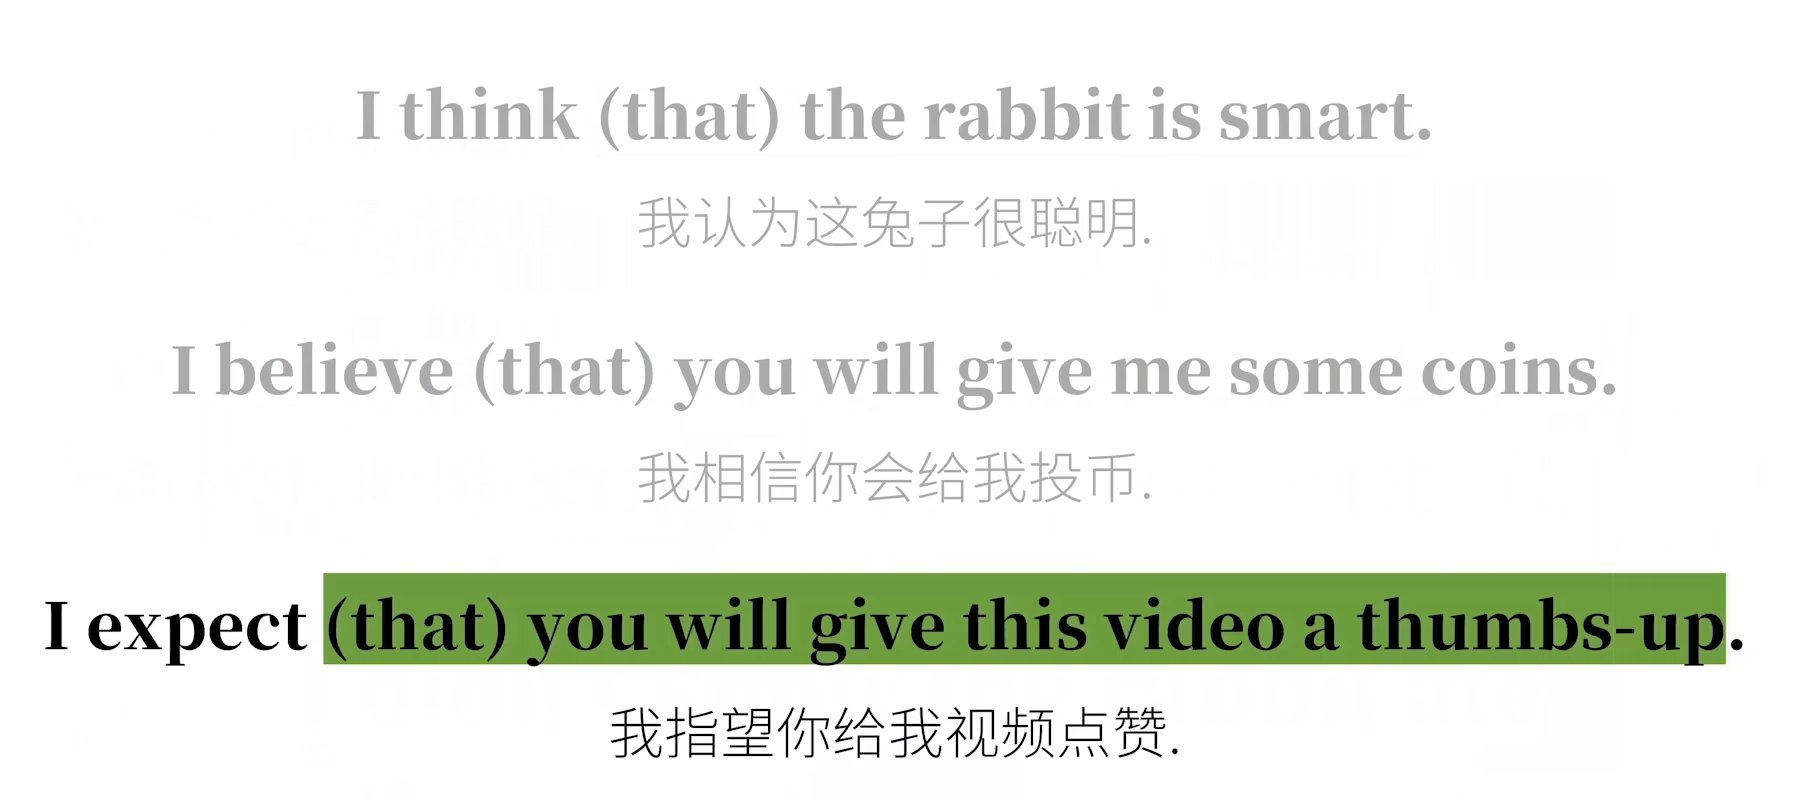 I think (that) the rabbit is smart.
我认为这兔子很聪明.
I believe (that) you will give me some coins.
我相信你会给我投币.
I expect (that) you will give this video a thumbs-up.
我指望你给我视频点赞.